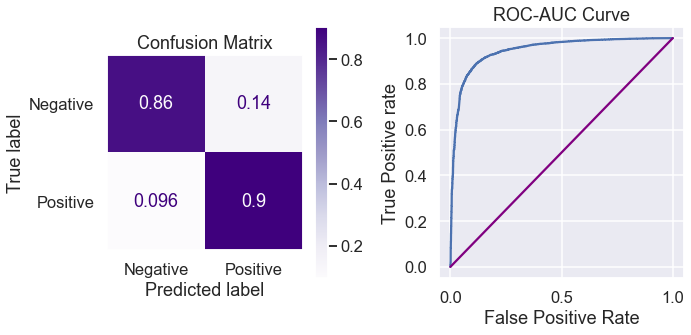 Confusion Matrix
True label
Negative
Positive
0.86 0.14
0.096 0.9
Negative Positive
Predicted label
0.8
0.6
0.4
0.2
ROC-AUC Curve
True Positive rate
1.0
0.8
0.6
0.4
0.2
0.0
0.0 0.5 1.0
False Positive Rate